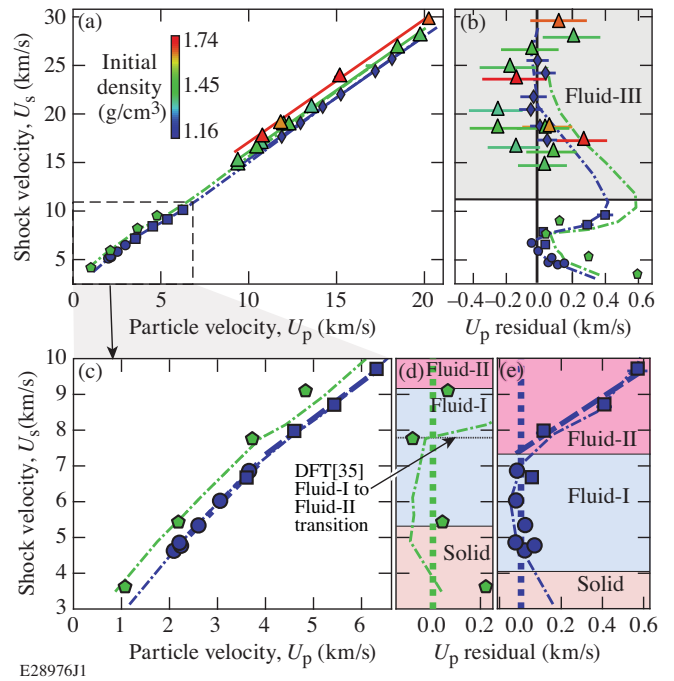 (a)
Initial
density
(g/cm³)
1.74
1.45
1.16
Shock velocity, Us (km/s)
30
25
20
15
10
5
0
5
10
15
20
Particle velocity, Up (km/s)
(b)
Fluid-III
−0.4
−0.2
0.0
0.2
0.4
0.6
Up residual (km/s)
(c)
Shock velocity, Us(km/s)
10
9
8
7
6
5
4
3
0
1
2
3
4
5
6
Particle velocity, Up (km/s)
(d)
Fluid-II
Fluid-I
DFT[35]
Fluid-I to
Fluid-II
transition
Solid
0.0
0.2
(e)
Fluid-II
Fluid-I
Solid
0.0
0.2
0.4
0.6
Up residual (km/s)
E28976J1